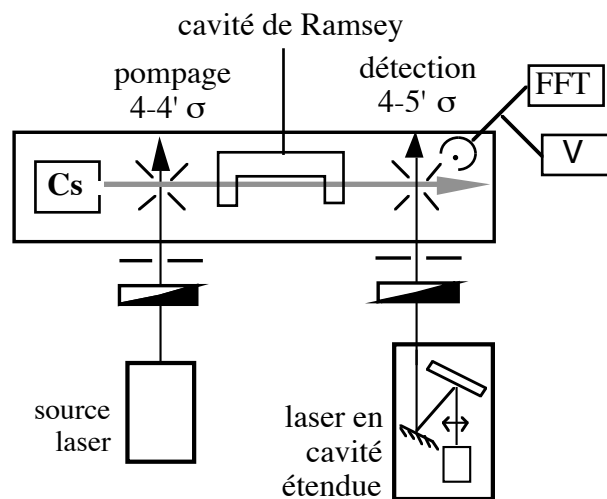 cavité de Ramsey
pompage
4-4' σ
détection
4-5' σ
FFT
V
Cs
source
laser
laser en
cavité
étendue